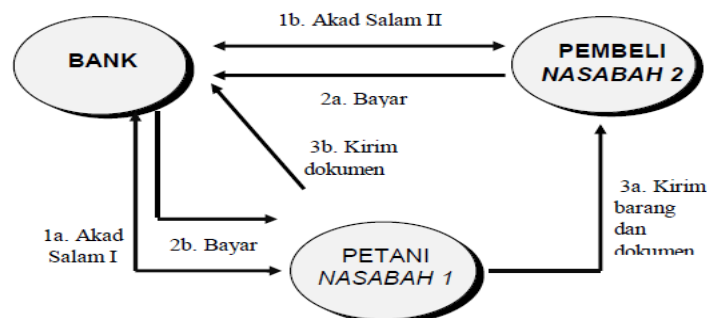 1b. Akad Salam II
BANK
PEMBELI
NASABAH 2
2a. Bayar
3b. Kirim
dokumen
3a. Kirim
barang
dan
dokumen
1a. Akad
Salam I
2b. Bayar
PETANI
NASABAH 1